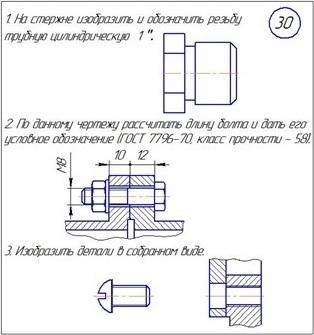 1. На стержне изобразить и обозначить резьбу
30
трубную цилиндрическую 1".
2. По данному чертежу рассчитать длину болта и дать его
условное обозначение (ГОСТ 7796-70, класс прочности - 58).
10 12
М8
3. Изобразить детали в собранном виде.